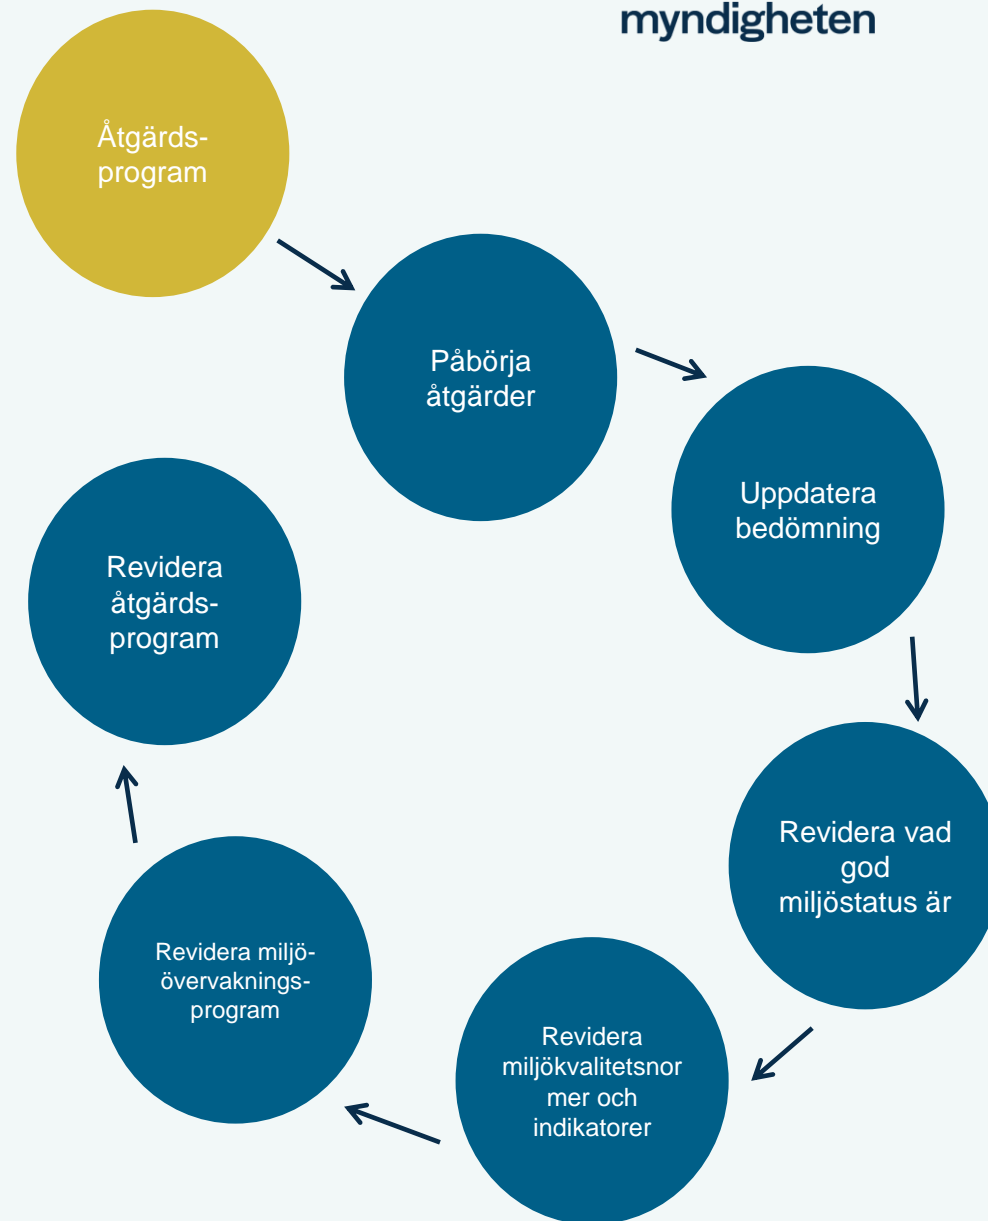 myndigheten
Åtgärds-
program
Påbörja
åtgärder
Uppdatera
bedömning
Revidera vad
god
miljöstatus är
Revidera
miljökvalitetsnor
mer och
indikatorer
Revidera miljö-
övervaknings-
program
Revidera
åtgärds-
program